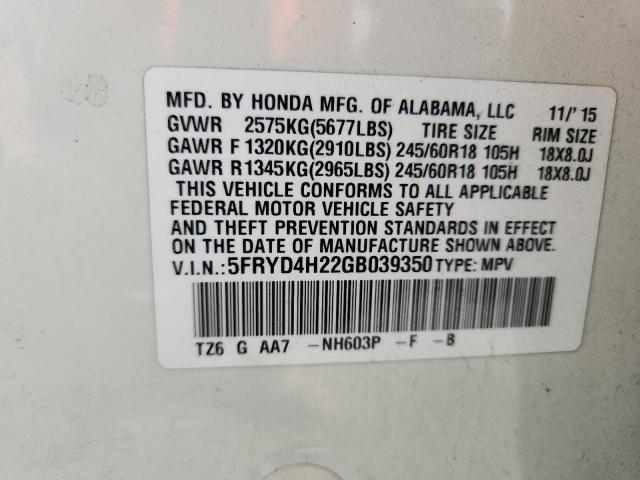 MFD. BY HONDA MFG. OF ALABAMA, LLC 11/'15
GVWR 2575KG(5677LBS) TIRE SIZE RIM SIZE
GAWR F 1320KG(2910LBS) 245/60R18 105H 18X8.0J
GAWR R 1345KG(2965LBS) 245/60R18 105H 18X8.0J
THIS VEHICLE CONFORMS TO ALL APPLICABLE
FEDERAL MOTOR VEHICLE SAFETY
AND THEFT PREVENTION STANDARDS IN EFFECT
ON THE DATE OF MANUFACTURE SHOWN ABOVE.
V.I.N.:5FRYD4H22GB039350 TYPE: MPV
TZ6 G AA7 -NH603P -F -B